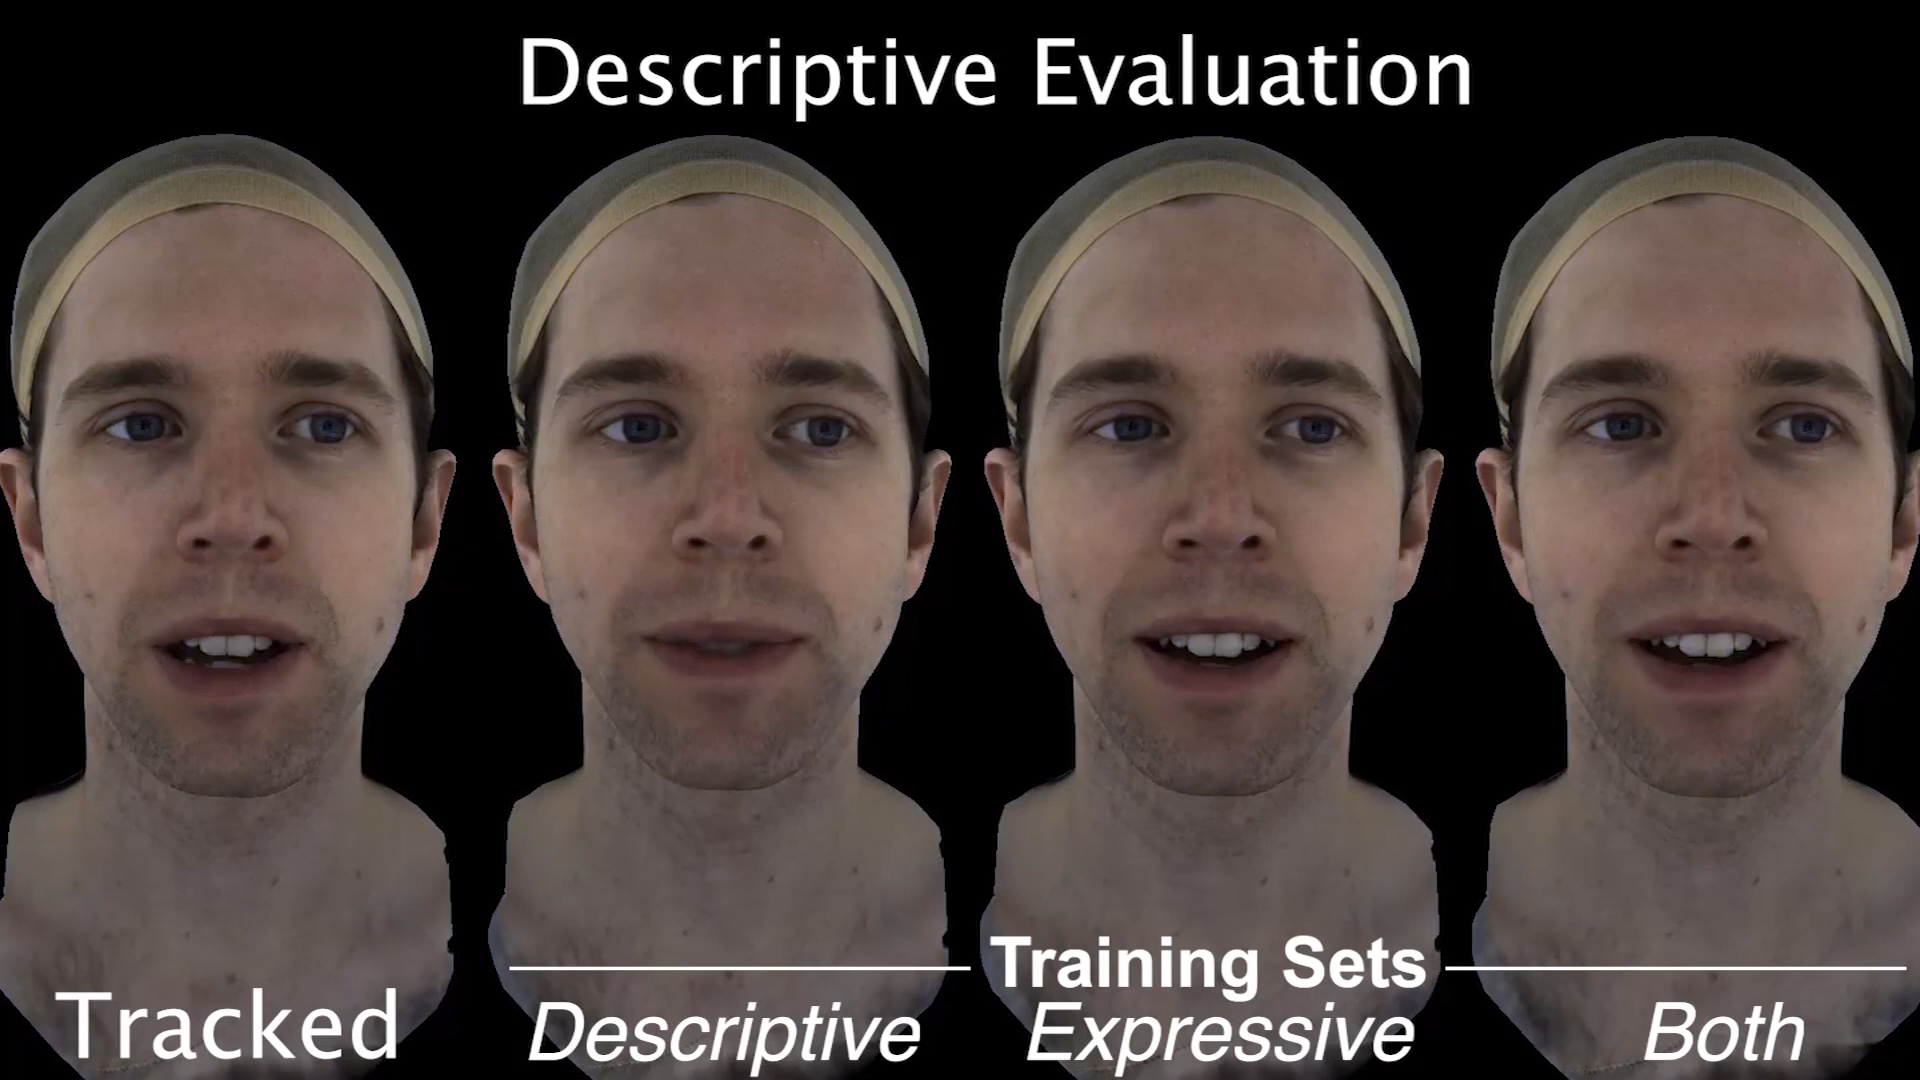 Descriptive Evaluation
Training Sets
Tracked Descriptive Expressive Both